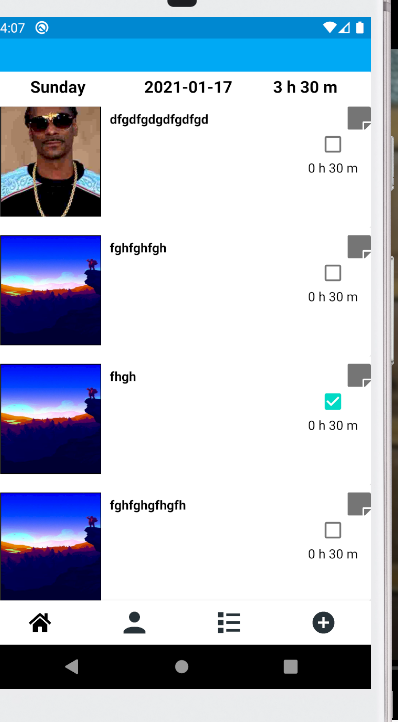 4:07
Sunday 2021-01-17 3 h 30 m
dfgdfgdgdfgdfgd
0 h 30 m
fghfghfgh
0 h 30 m
fhgh
0 h 30 m
fghfghgfhgfh
0 h 30 m